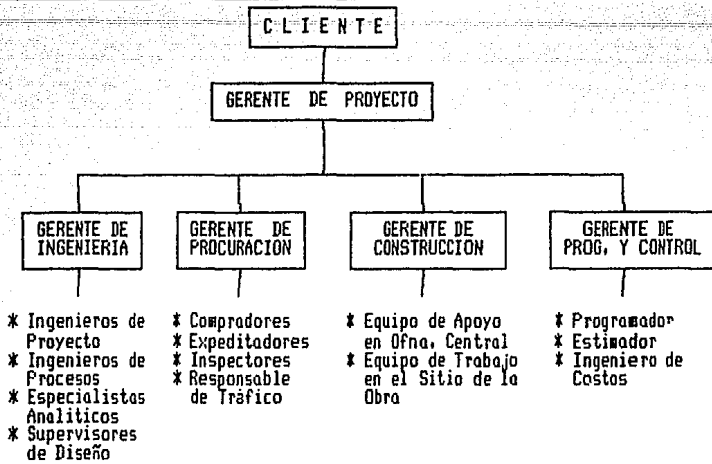 CLIENTE
GERENTE DE PROYECTO
GERENTE DE
INGENIERIA
GERENTE DE
PROCURACION
GERENTE DE
CONSTRUCCION
GERENTE DE
PROG. Y CONTROL
* Ingenieros de
Proyecto
* Ingenieros de
Procesos
* Especialistas
Analiticos
* Supervisores
de Diseño
* Compradores
* Expeditadores
* Inspectores
* Responsable
de Tráfico
* Equipo de Apoyo
en Ofna. Central
* Equipo de Trabajo
en el Sitio de la
Obra
* Programador
* Estimador
* Ingeniero de
Costos